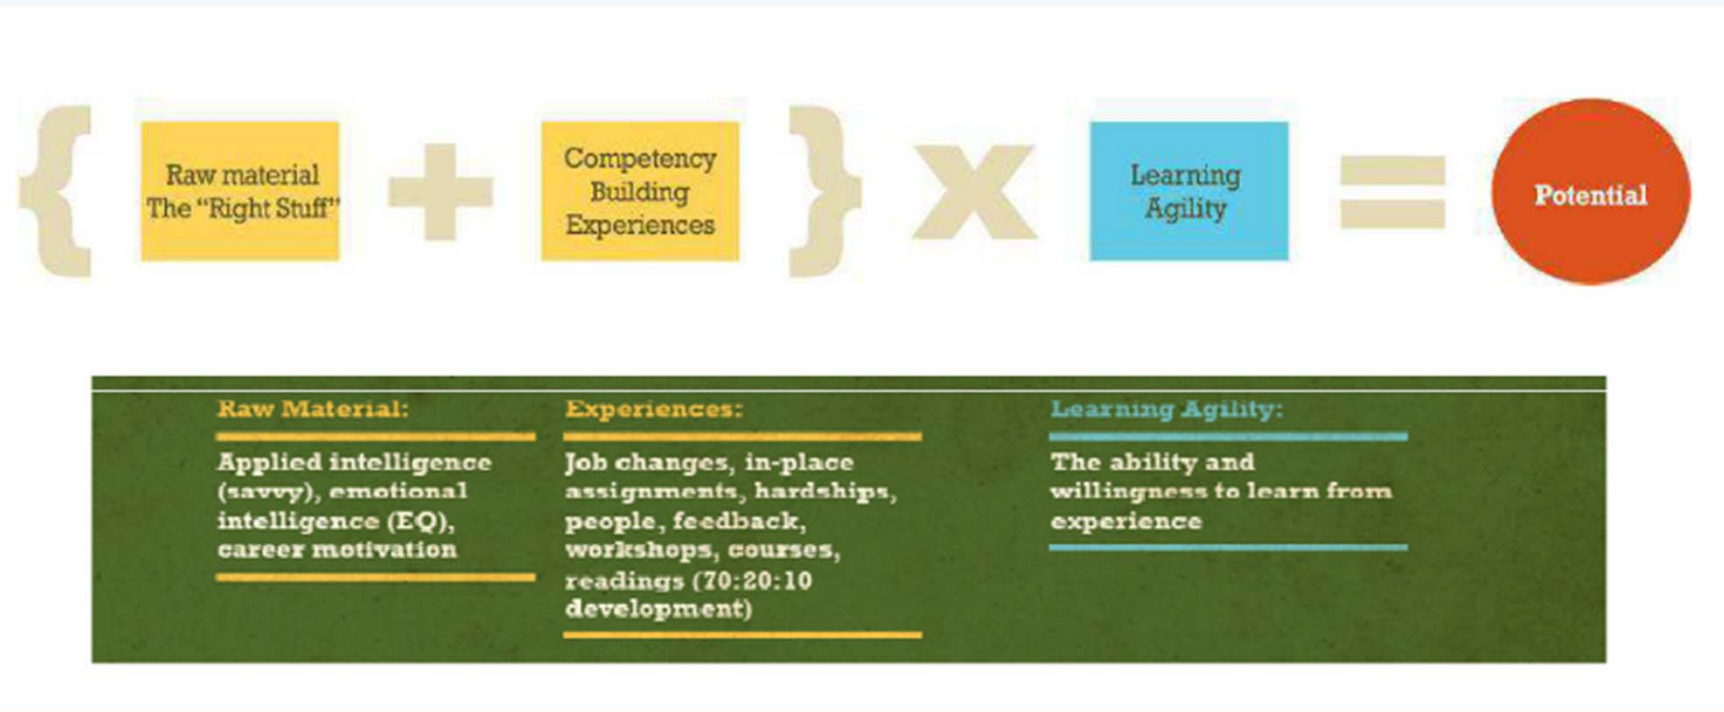 { Raw material
The “Right Stuff”
+
Competency
Building
Experiences
}
x
Learning
Agility
=
Potential
Raw Material:
Applied intelligence
(savvy), emotional
intelligence (EQ),
career motivation
Experiences:
Job changes, in-place
assignments, hardships,
people, feedback,
workshops, courses,
readings (70:20:10
development)
Learning Agility:
The ability and
willingness to learn from
experience